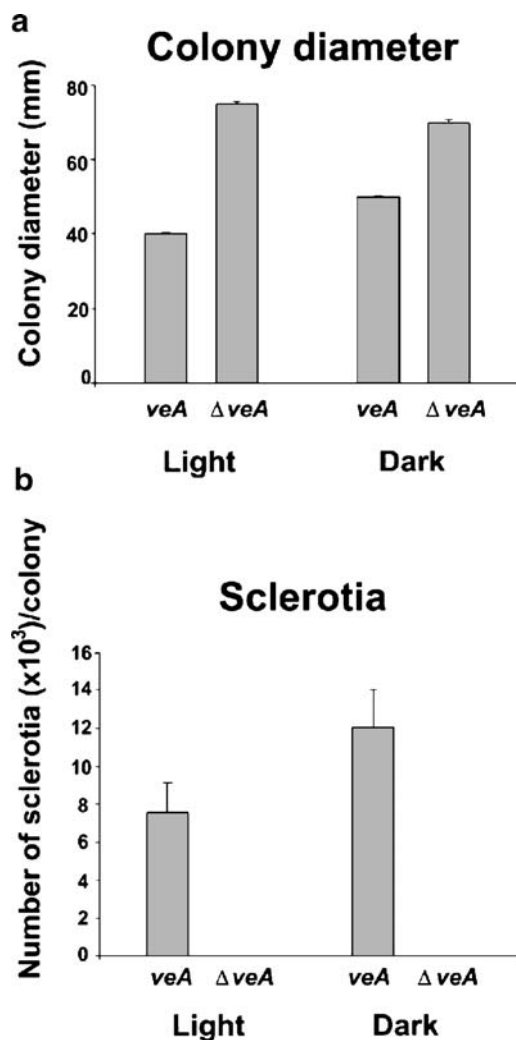 a
Colony diameter
Colony diameter (mm)
80
60
40
20
0
veA ΔveA veA ΔveA
Light Dark
b
Sclerotia
Number of sclerotia (x10³)/colony
16
14
12
10
8
6
4
2
0
veA ΔveA veA ΔveA
Light Dark